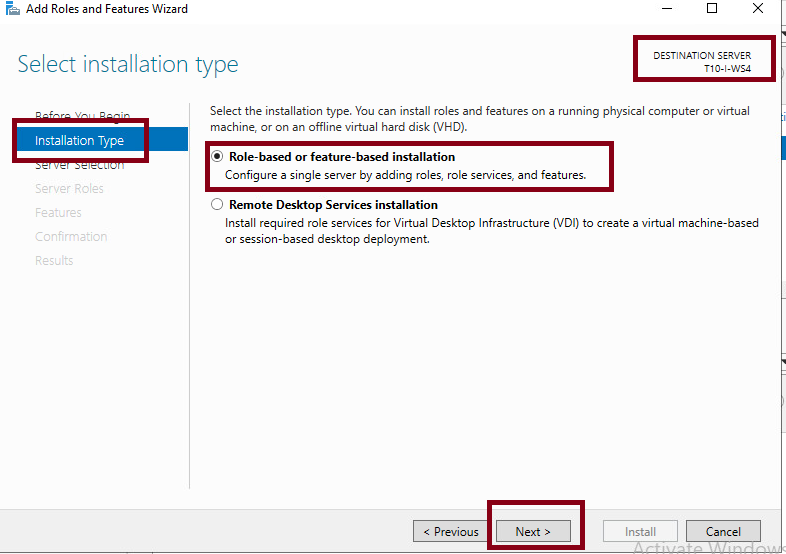 Add Roles and Features Wizard
Select installation type
DESTINATION SERVER
T10-I-WS4
Before You Begin
Installation Type
Server Selection
Server Roles
Features
Confirmation
Results
Select the installation type. You can install roles and features on a running physical computer or virtual
machine, or on an offline virtual hard disk (VHD).
Role-based or feature-based installation
Configure a single server by adding roles, role services, and features.
Remote Desktop Services installation
Install required role services for Virtual Desktop Infrastructure (VDI) to create a virtual machine-based
or session-based desktop deployment.
< Previous
Next >
Install
Cancel
Activate Windows